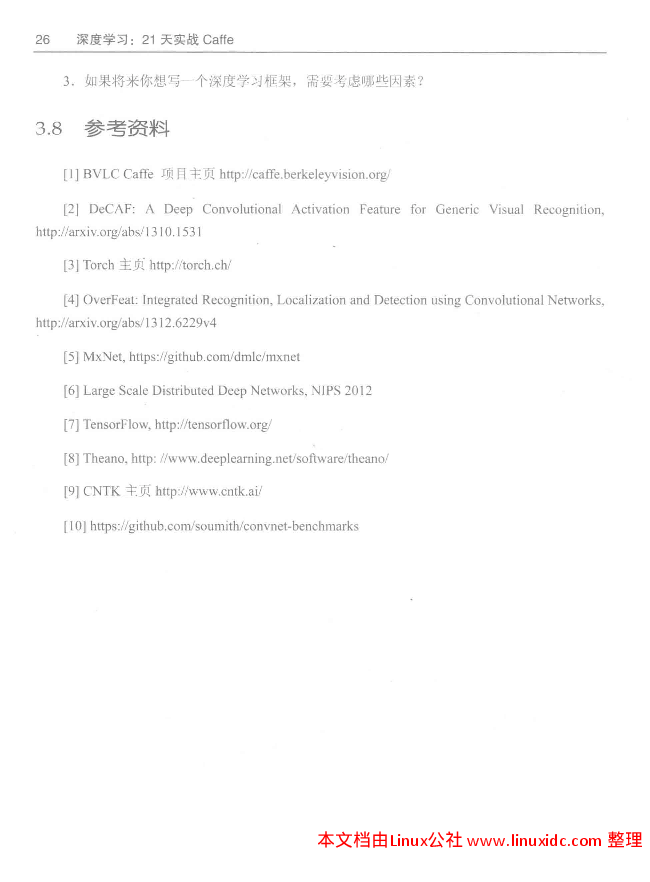 26 深度学习：21 天实战 Caffe
3．如果将来你想写一个深度学习框架，需要考虑哪些因素？
3.8 参考资料
[1] BVLC Caffe 项目主页 http://caffe.berkeleyvision.org/
[2] DeCAF: A Deep Convolutional Activation Feature for Generic Visual Recognition,
http://arxiv.org/abs/1310.1531
[3] Torch 主页 http://torch.ch/
[4] OverFeat: Integrated Recognition, Localization and Detection using Convolutional Networks,
http://arxiv.org/abs/1312.6229v4
[5] MxNet, https://github.com/dmlc/mxnet
[6] Large Scale Distributed Deep Networks, NIPS 2012
[7] TensorFlow, http://tensorflow.org/
[8] Theano, http: //www.deeplearning.net/software/theano/
[9] CNTK 主页 http://www.cntk.ai/
[10] https://github.com/soumith/convnet-benchmarks
本文档由Linux公社 www.linuxidc.com 整理